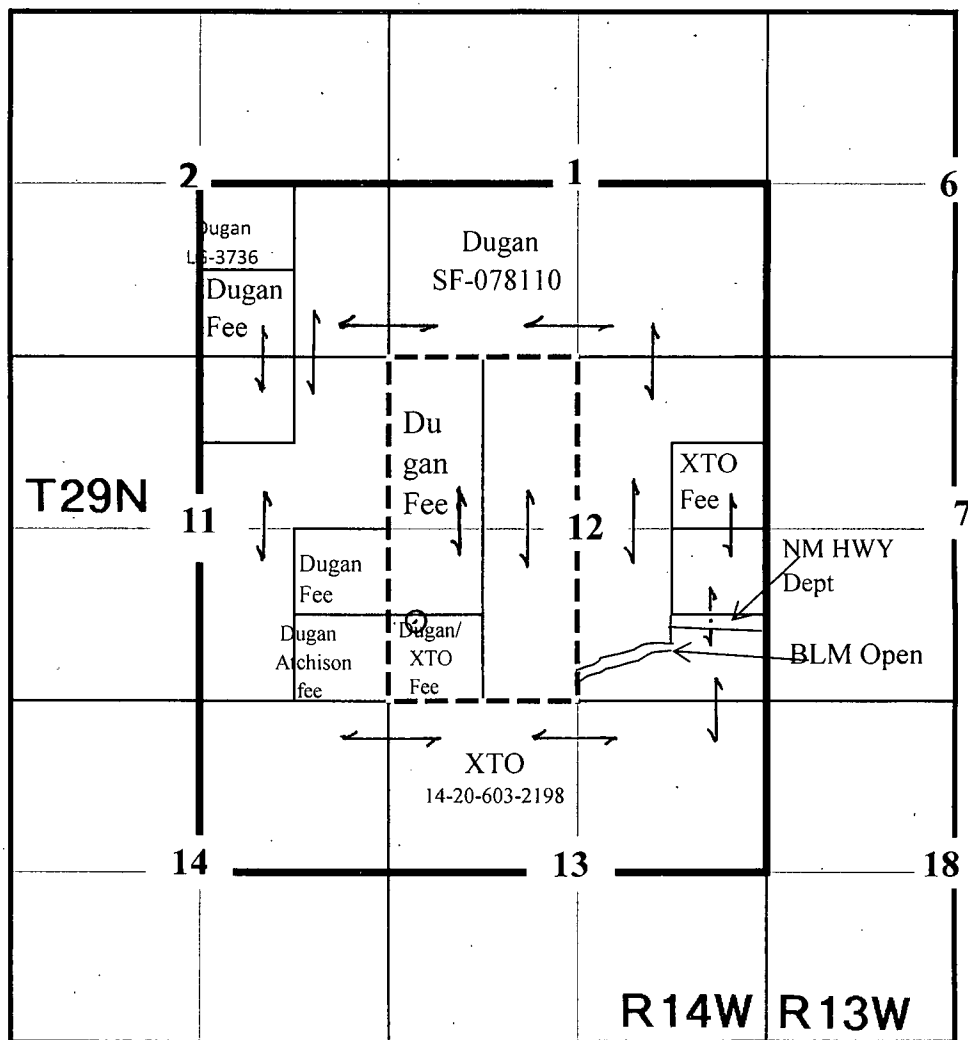 2
1
6
Dugan
LG-3736
Dugan
SF-078110
Dugan
Fee
Du
gan
Fee
XTO
Fee
T29N
11
12
7
NM HWY
Dept
Dugan
Fee
Dugan
Atchison
fee
Dugan/
XTO
Fee
BLM Open
XTO
14-20-603-2198
14
13
18
R14W
R13W